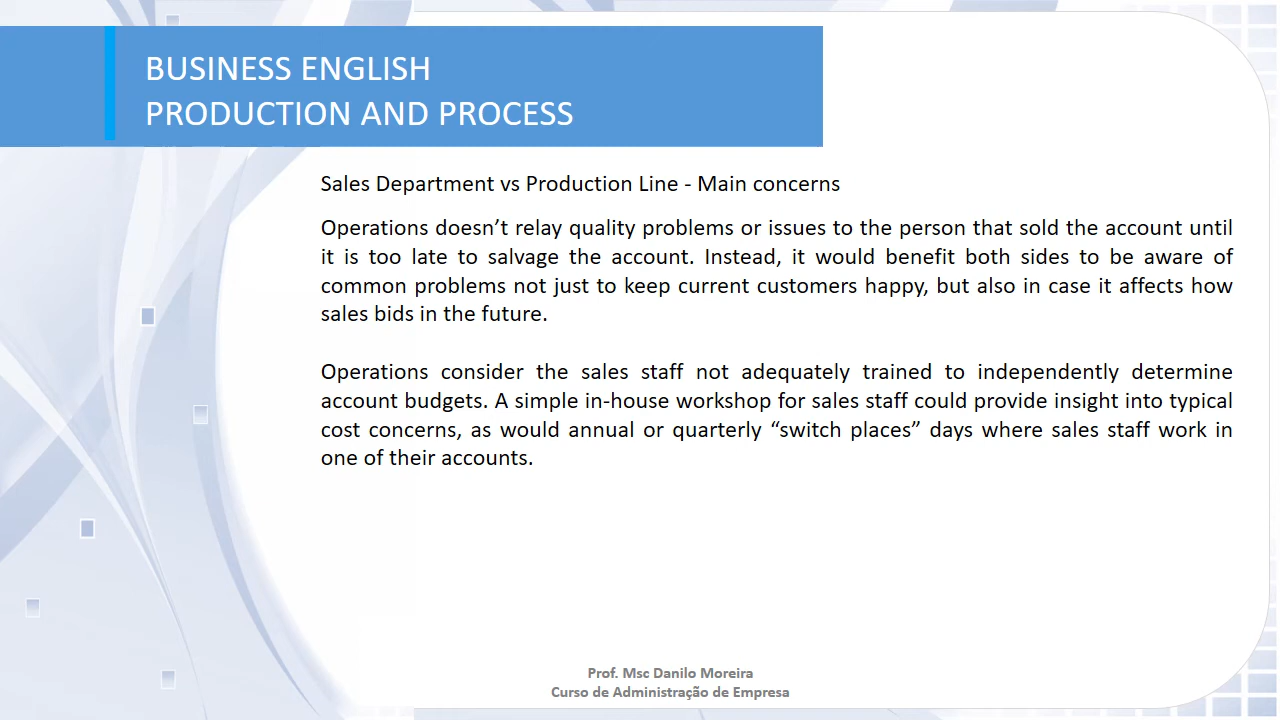 BUSINESS ENGLISH
PRODUCTION AND PROCESS
Sales Department vs Production Line - Main concerns
Operations doesn’t relay quality problems or issues to the person that sold the account until
it is too late to salvage the account. Instead, it would benefit both sides to be aware of
common problems not just to keep current customers happy, but also in case it affects how
sales bids in the future.
Operations consider the sales staff not adequately trained to independently determine
account budgets. A simple in-house workshop for sales staff could provide insight into typical
cost concerns, as would annual or quarterly “switch places” days where sales staff work in
one of their accounts.
Prof. Msc Danilo Moreira
Curso de Administração de Empresa